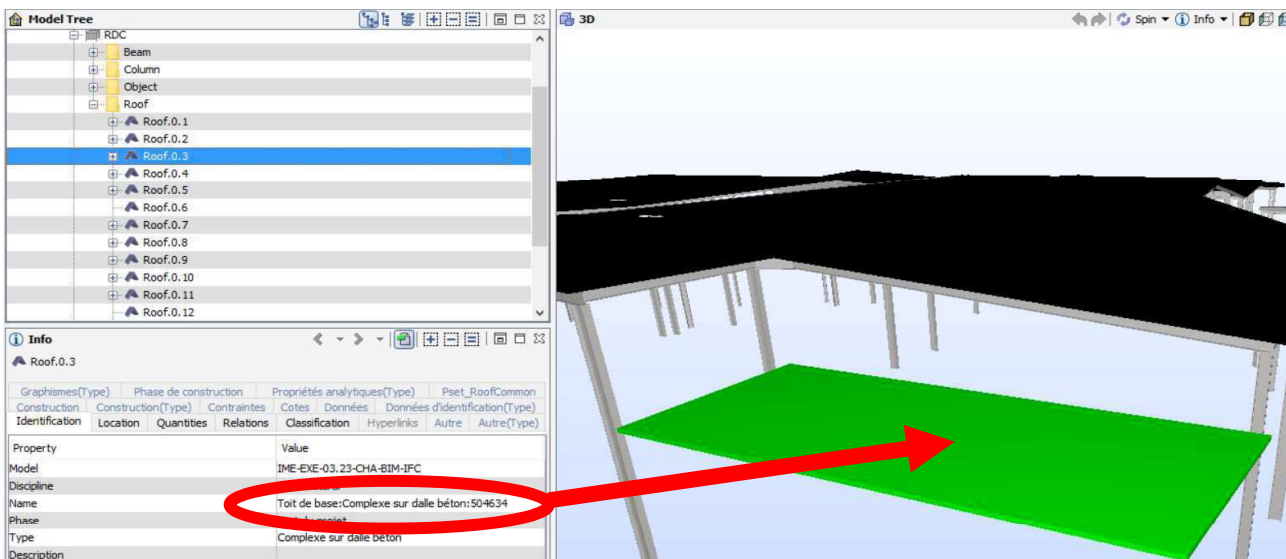 Model Tree
RDC
Beam
Column
Object
Roof
Roof.0.1
Roof.0.2
Roof.0.3
Roof.0.4
Roof.0.5
Roof.0.6
Roof.0.7
Roof.0.8
Roof.0.9
Roof.0.10
Roof.0.11
Roof.0.12
Info
Roof.0.3
Graphismes(Type) Phase de construction Propriétés analytiques(Type) Pset_RoofCommon
Construction Construction(Type) Contraintes Cotes Données Données d'identification(Type)
Identification Location Quantities Relations Classification Hyperlinks Autre Autre(Type)
Property Value
Model IME-EXE-03.23-CHA-BIM-IFC
Discipline
Name Toit de base:Complexe sur dalle béton:504634
Phase projet
Type Complexe sur dalle béton
Description
3D
Spin Info